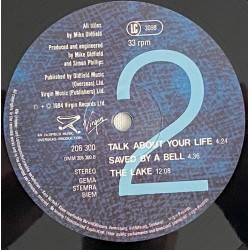 All titles
by Mike Oldfield
Produced and engineered
by Mike Oldfield
and Simon Phillips
Published by Oldfield Music
(Overseas) Ltd.
Virgin Music
(Publishers) Ltd.
℗ + © 1984 Virgin Records Ltd.
LC 3098
33 rpm
2
Virgin
206 300
STEREO
GEMA
STEMRA
BIEM
TALK ABOUT YOUR LIFE 4:24
SAVED BY A BELL 4:36
THE LAKE 12:08